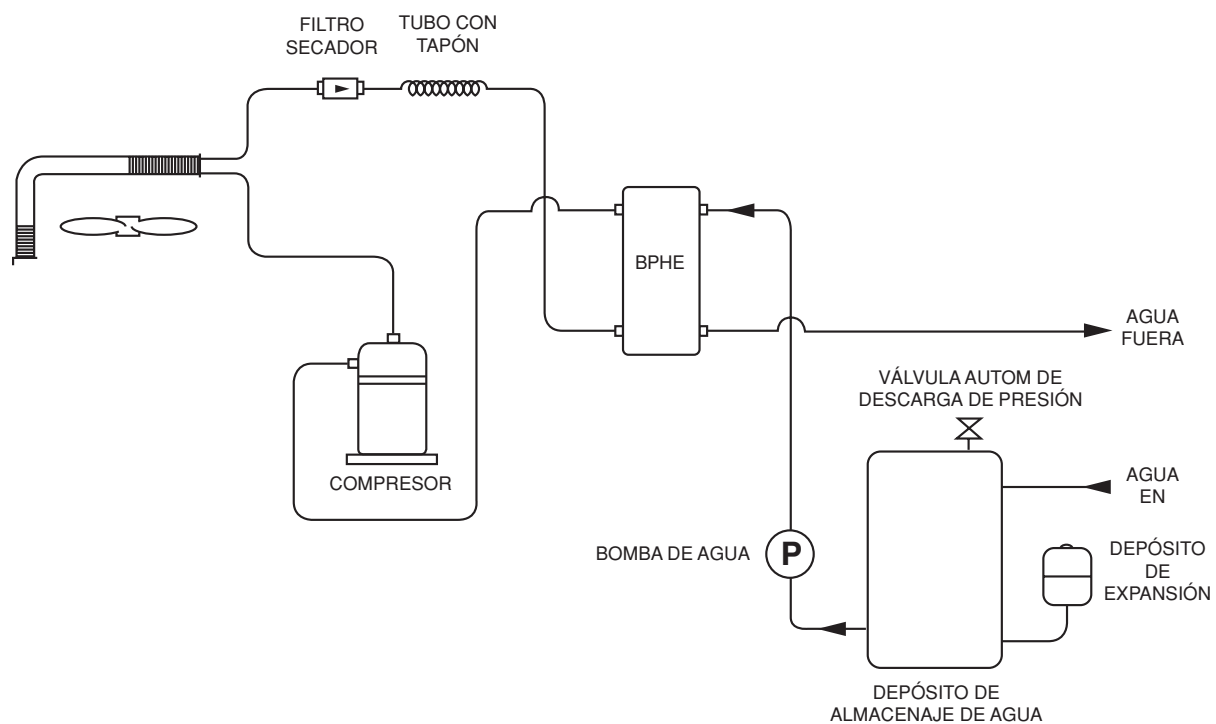 FILTRO
SECADOR
TUBO CON
TAPÓN
BPHE
AGUA
FUERA
VÁLVULA AUTOM DE
DESCARGA DE PRESIÓN
COMPRESOR
AGUA
EN
BOMBA DE AGUA
P
DEPÓSITO
DE
EXPANSIÓN
DEPÓSITO DE
ALMACENAJE DE AGUA